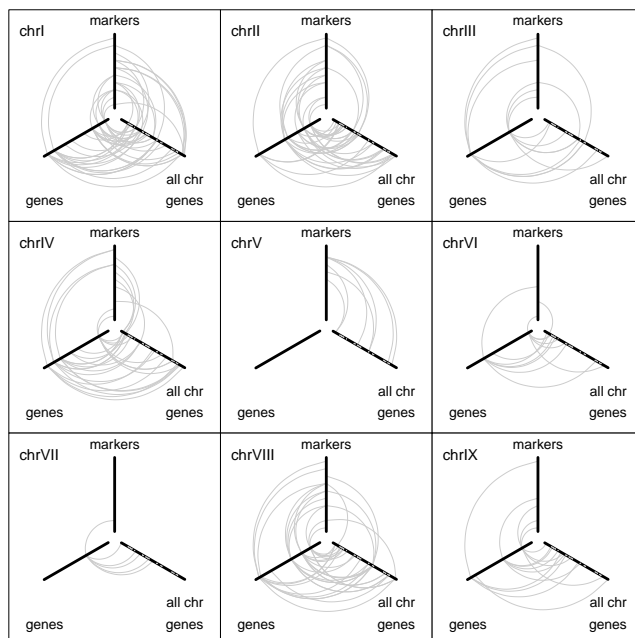 markers
chrI
all chr
genes
genes
markers
chrII
all chr
genes
genes
markers
chrIII
all chr
genes
genes
markers
chrIV
all chr
genes
genes
markers
chrV
all chr
genes
genes
markers
chrVI
all chr
genes
genes
markers
chrVII
all chr
genes
genes
markers
chrVIII
all chr
genes
genes
markers
chrIX
all chr
genes
genes